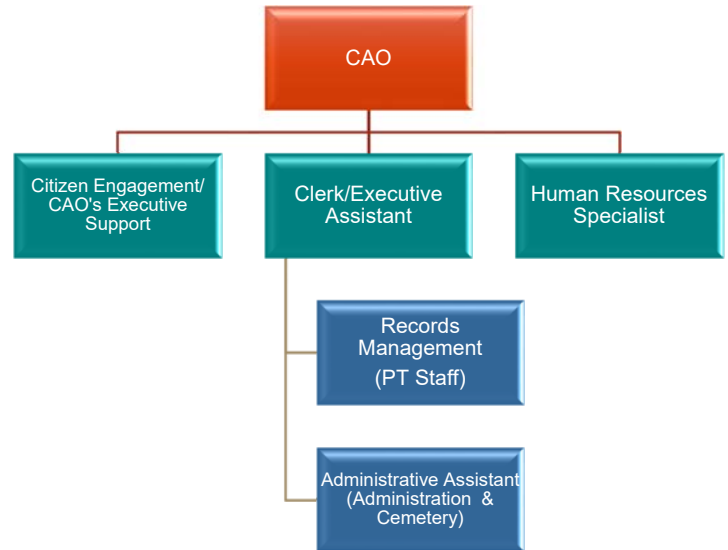 CAO
Citizen Engagement/
CAO's Executive
Support
Clerk/Executive
Assistant
Human Resources
Specialist
Records
Management
(PT Staff)
Administrative Assistant
(Administration &
Cemetery)